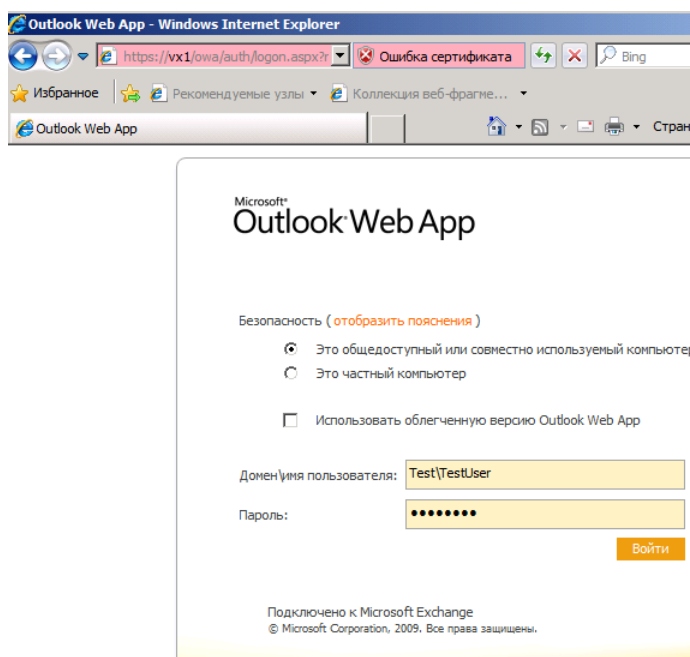 Outlook Web App - Windows Internet Explorer
https://vx1/owa/auth/logon.aspx?r
Ошибка сертификата
Bing
Избранное
Рекомендуемые узлы
Коллекция веб-фрагме...
Outlook Web App
Стран
Microsoft®
Outlook Web App
Безопасность ( отобразить пояснения )
Это общедоступный или совместно используемый компьютер
Это частный компьютер
Использовать облегченную версию Outlook Web App
Домен\имя пользователя: Test\TestUser
Пароль: ••••••••
Войти
Подключено к Microsoft Exchange
© Microsoft Corporation, 2009. Все права защищены.